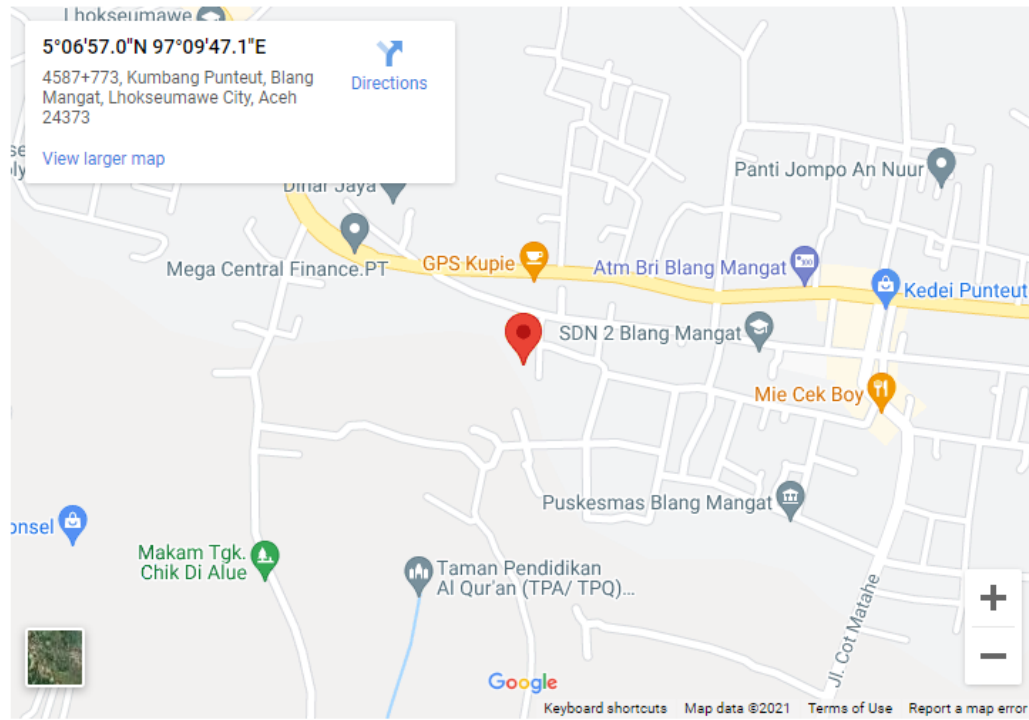 Lhokseumawe
5°06'57.0"N 97°09'47.1"E
4587+773, Kumbang Punteut, Blang
Mangat, Lhokseumawe City, Aceh
24373
Directions
View larger map
Dinar Jaya
Panti Jompo An Nuur
Mega Central Finance.PT
GPS Kupie
Atm Bri Blang Mangat
Kedei Punteut
SDN 2 Blang Mangat
Mie Cek Boy
Puskesmas Blang Mangat
onsel
Makam Tgk.
Chik Di Alue
Taman Pendidikan
Al Qur'an (TPA/ TPQ)...
Jl. Cot Matahe
+
−
Google
Keyboard shortcuts Map data ©2021 Terms of Use Report a map error